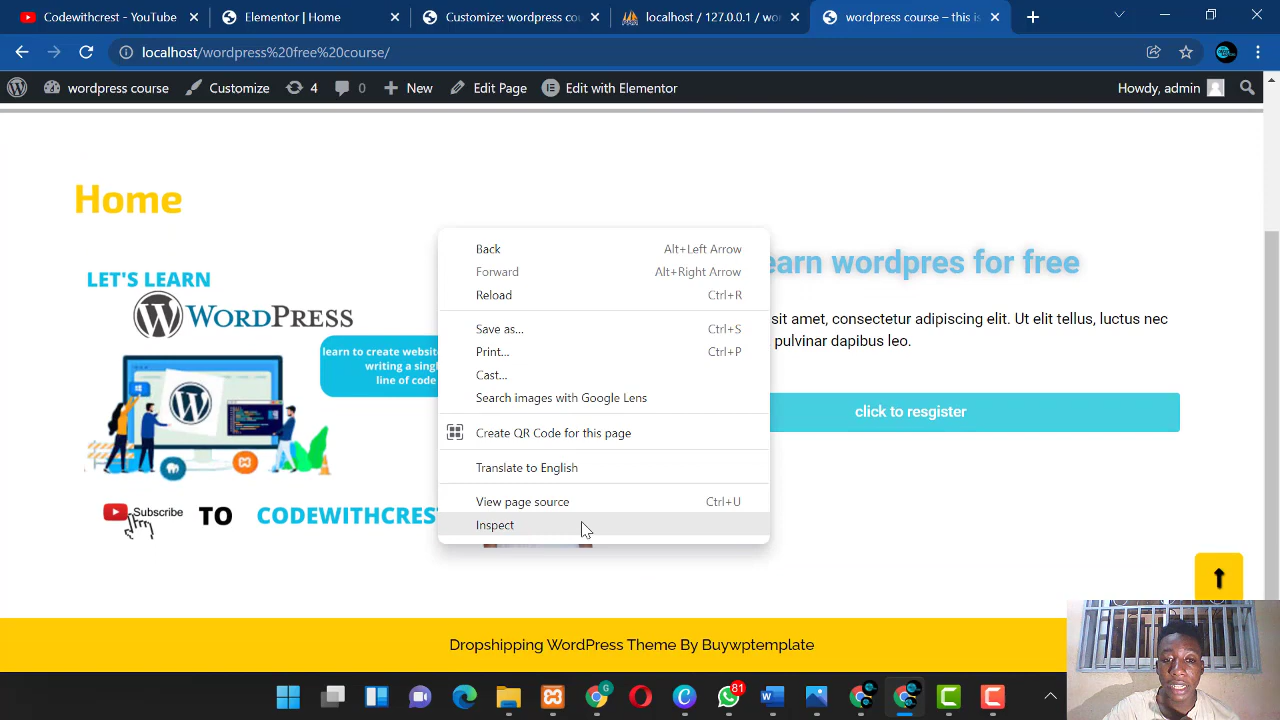 Codewithcrest - YouTube
Elementor | Home
Customize: wordpress cou
localhost / 127.0.0.1 / wor
wordpress course – this is
localhost/wordpress%20free%20course/
wordpress course
Customize
4
0
New
Edit Page
Edit with Elementor
Howdy, admin
Home
LET'S LEARN
WORDPRESS
learn to create websit
writing a singl
line of code
Subscribe
TO
CODEWITHCREST
Back Alt+Left Arrow
Forward Alt+Right Arrow
Reload Ctrl+R
Save as... Ctrl+S
Print... Ctrl+P
Cast...
Search images with Google Lens
Create QR Code for this page
Translate to English
View page source Ctrl+U
Inspect
earn wordpres for free
sit amet, consectetur adipiscing elit. Ut elit tellus, luctus nec
pulvinar dapibus leo.
click to resgister
Dropshipping WordPress Theme By Buywptemplate
81